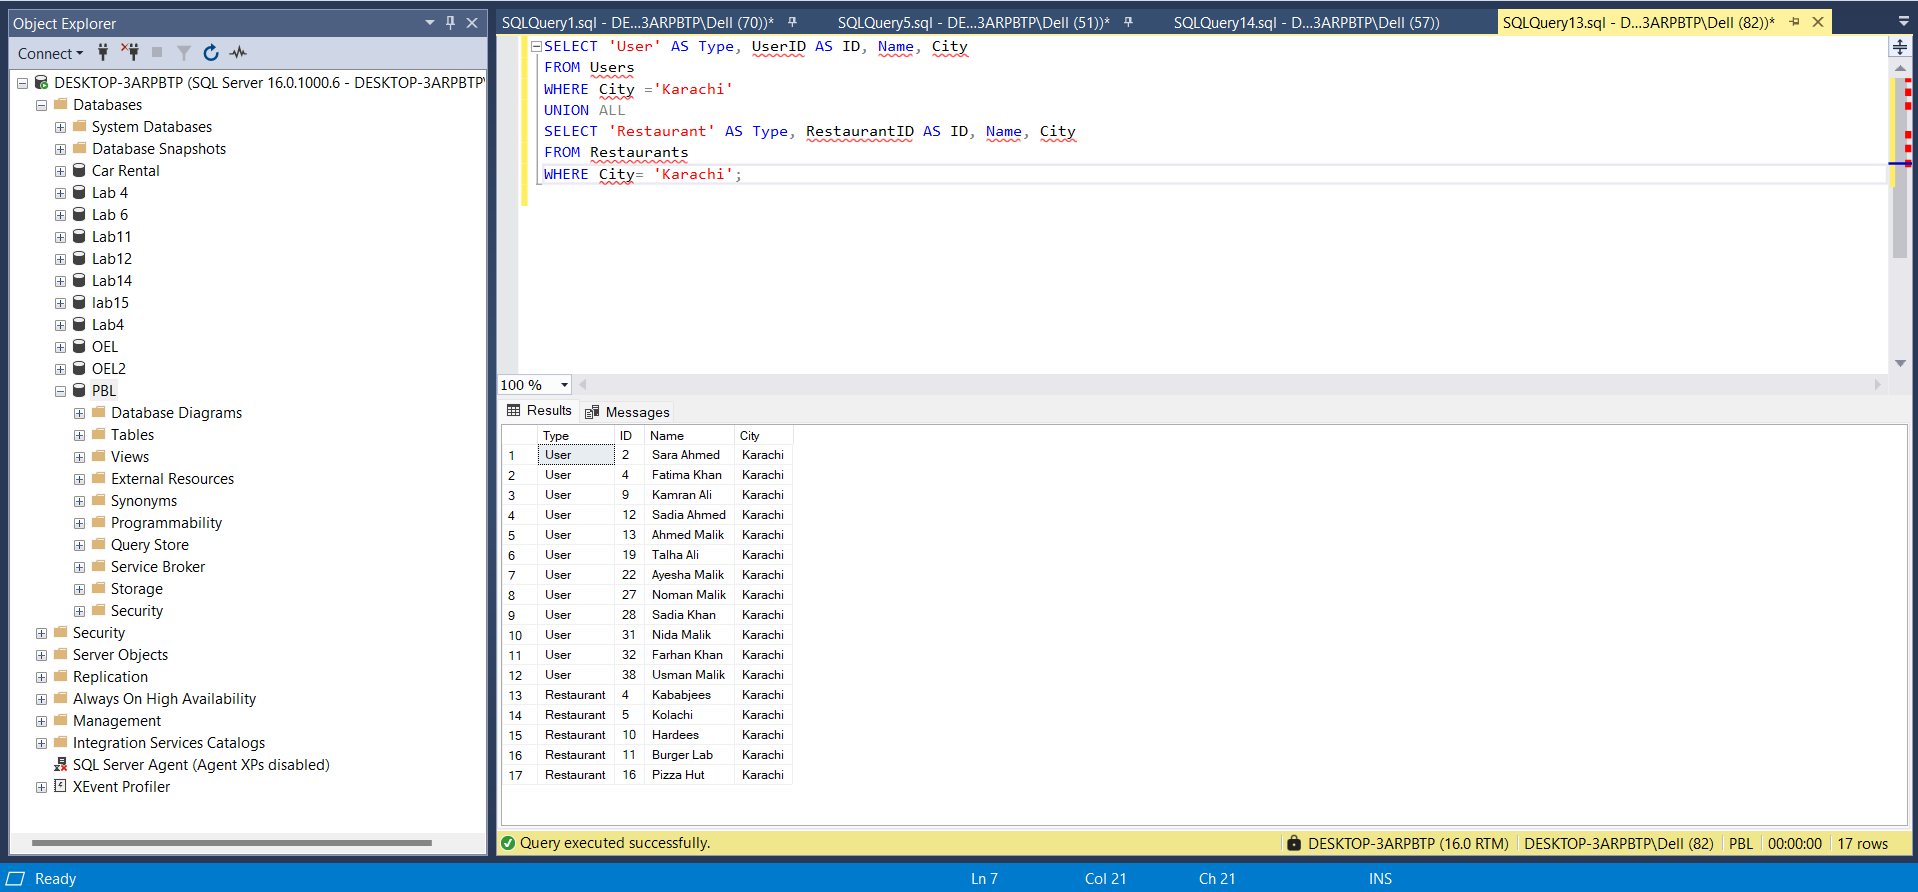 Object Explorer
Connect
DESKTOP-3ARPBTP (SQL Server 16.0.1000.6 - DESKTOP-3ARPBTP\
Databases
System Databases
Database Snapshots
Car Rental
Lab 4
Lab 6
Lab11
Lab12
Lab14
lab15
Lab4
OEL
OEL2
PBL
Database Diagrams
Tables
Views
External Resources
Synonyms
Programmability
Query Store
Service Broker
Storage
Security
Security
Server Objects
Replication
Always On High Availability
Management
Integration Services Catalogs
SQL Server Agent (Agent XPs disabled)
XEvent Profiler
SQLQuery1.sql - DE...3ARPBTP\Dell (70))* SQLQuery5.sql - DE...3ARPBTP\Dell (51))* SQLQuery14.sql - D...3ARPBTP\Dell (57)) SQLQuery13.sql - D...3ARPBTP\Dell (82))*
SELECT 'User' AS Type, UserID AS ID, Name, City
FROM Users
WHERE City ='Karachi'
UNION ALL
SELECT 'Restaurant' AS Type, RestaurantID AS ID, Name, City
FROM Restaurants
WHERE City= 'Karachi';
100 %
Results Messages
Type ID Name City
1 User 2 Sara Ahmed Karachi
2 User 4 Fatima Khan Karachi
3 User 9 Kamran Ali Karachi
4 User 12 Sadia Ahmed Karachi
5 User 13 Ahmed Malik Karachi
6 User 19 Talha Ali Karachi
7 User 22 Ayesha Malik Karachi
8 User 27 Noman Malik Karachi
9 User 28 Sadia Khan Karachi
10 User 31 Nida Malik Karachi
11 User 32 Farhan Khan Karachi
12 User 38 Usman Malik Karachi
13 Restaurant 4 Kababjees Karachi
14 Restaurant 5 Kolachi Karachi
15 Restaurant 10 Hardees Karachi
16 Restaurant 11 Burger Lab Karachi
17 Restaurant 16 Pizza Hut Karachi
Query executed successfully. DESKTOP-3ARPBTP (16.0 RTM) DESKTOP-3ARPBTP\Dell (82) PBL 00:00:00 17 rows
Ready Ln 7 Col 21 Ch 21 INS